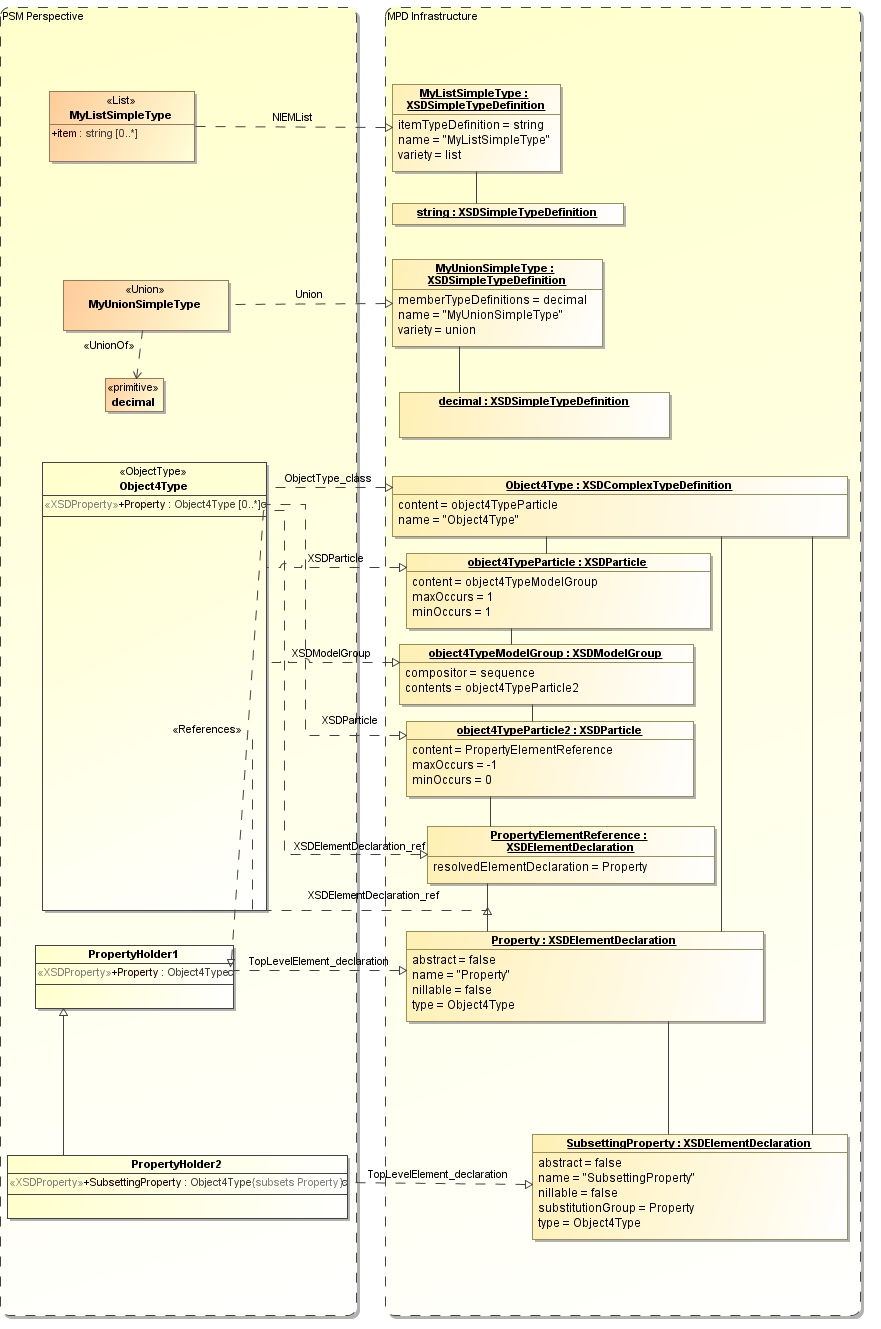 PSM Perspective
MPD Infrastructure
«List»
MyListSimpleType
+item : string [0..*]
NIEMList
MyListSimpleType :
XSDSimpleTypeDefinition
itemTypeDefinition = string
name = "MyListSimpleType"
variety = list
string : XSDSimpleTypeDefinition
«Union»
MyUnionSimpleType
Union
MyUnionSimpleType :
XSDSimpleTypeDefinition
memberTypeDefinitions = decimal
name = "MyUnionSimpleType"
variety = union
«UnionOf»
«primitive»
decimal
decimal : XSDSimpleTypeDefinition
«ObjectType»
Object4Type
«XSDProperty»+Property : Object4Type [0..*]
ObjectType_class
Object4Type : XSDComplexTypeDefinition
content = object4TypeParticle
name = "Object4Type"
XSDParticle
object4TypeParticle : XSDParticle
content = object4TypeModelGroup
maxOccurs = 1
minOccurs = 1
XSDModelGroup
object4TypeModelGroup : XSDModelGroup
compositor = sequence
contents = object4TypeParticle2
«References»
XSDParticle
object4TypeParticle2 : XSDParticle
content = PropertyElementReference
maxOccurs = -1
minOccurs = 0
XSDElementDeclaration_ref
PropertyElementReference :
XSDElementDeclaration
resolvedElementDeclaration = Property
XSDElementDeclaration_ref
PropertyHolder1
«XSDProperty»+Property : Object4Type
TopLevelElement_declaration
Property : XSDElementDeclaration
abstract = false
name = "Property"
nillable = false
type = Object4Type
PropertyHolder2
«XSDProperty»+SubsettingProperty : Object4Type{subsets Property}
TopLevelElement_declaration
SubsettingProperty : XSDElementDeclaration
abstract = false
name = "SubsettingProperty"
nillable = false
substitutionGroup = Property
type = Object4Type